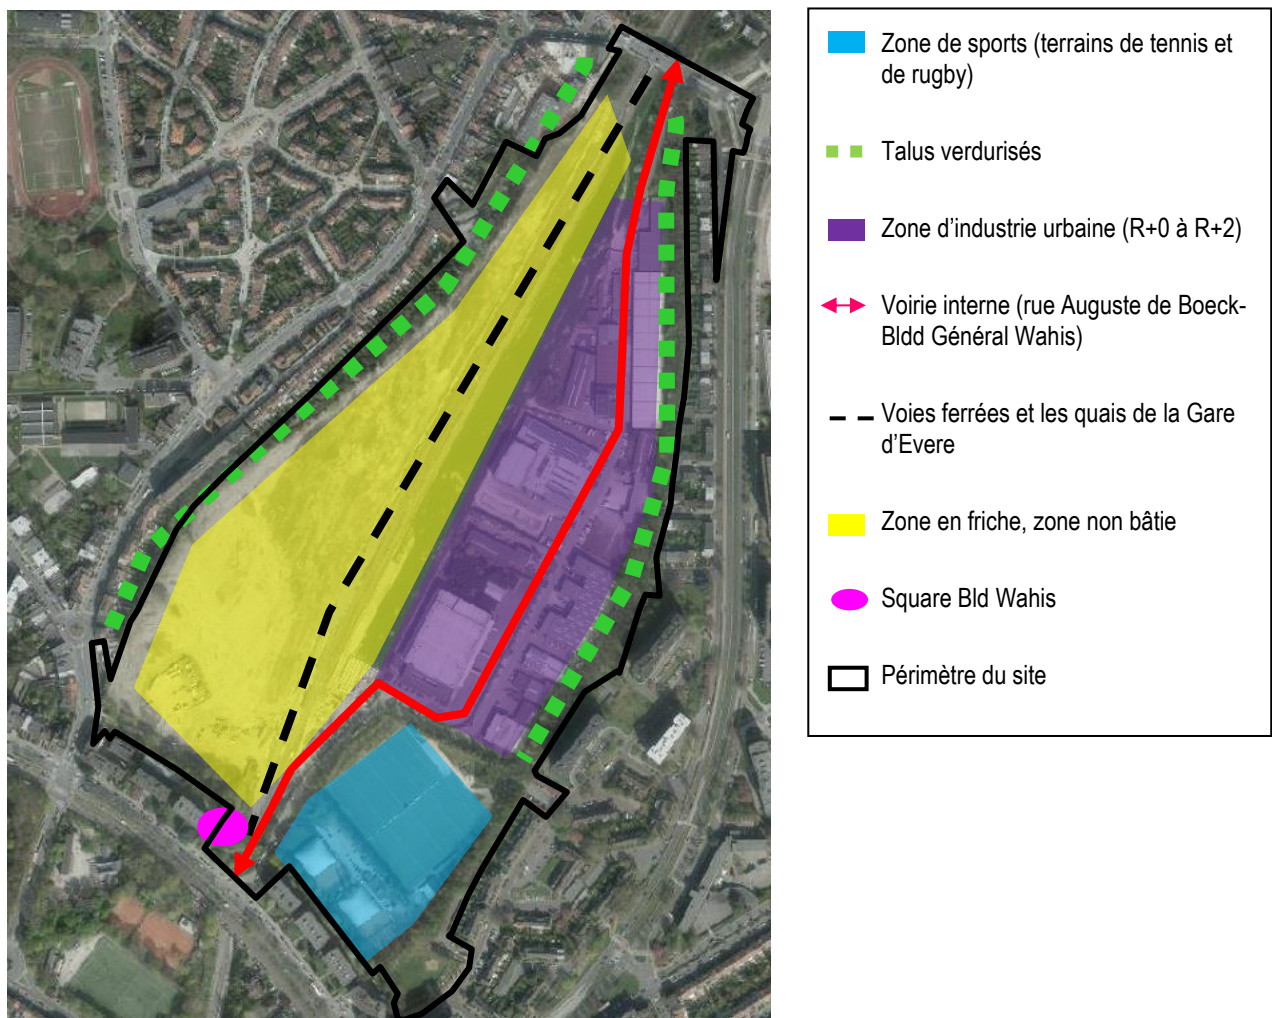 Zone de sports (terrains de tennis et
de rugby)
Talus verdurisés
Zone d’industrie urbaine (R+0 à R+2)
Voirie interne (rue Auguste de Boeck-
Bldd Général Wahis)
Voies ferrées et les quais de la Gare
d’Evere
Zone en friche, zone non bâtie
Square Bld Wahis
Périmètre du site